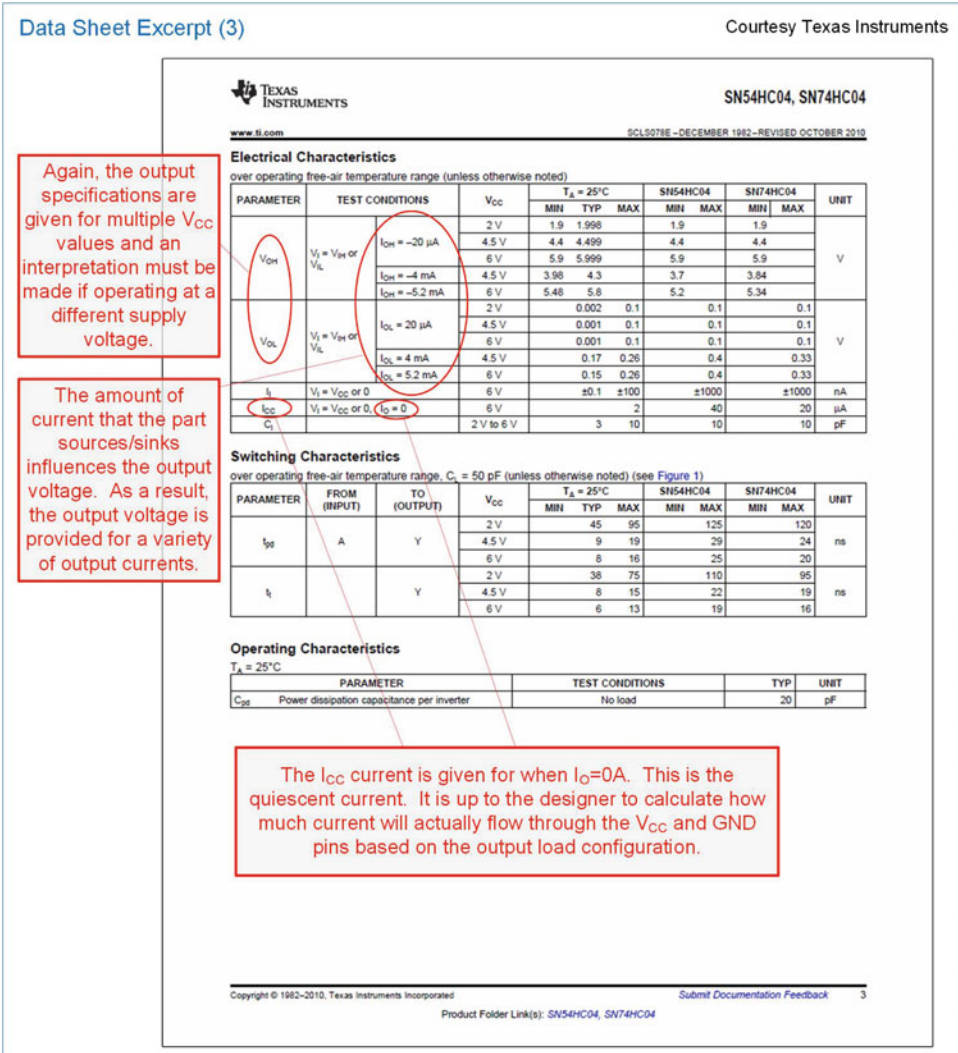 Data Sheet Excerpt (3)
Courtesy Texas Instruments
TEXAS
INSTRUMENTS
SN54HC04, SN74HC04
www.ti.com
SCLS078E –DECEMBER 1982–REVISED OCTOBER 2010
Again, the output
specifications are
given for multiple VCC
values and an
interpretation must be
made if operating at a
different supply
voltage.
The amount of
current that the part
sources/sinks
influences the output
voltage. As a result,
the output voltage is
provided for a variety
of output currents.
Electrical Characteristics
over operating free-air temperature range (unless otherwise noted)
PARAMETER TEST CONDITIONS VCC TA = 25°C SN54HC04 SN74HC04 UNIT
MIN TYP MAX MIN MAX MIN MAX
VOH VI = VIH or VIL IOH = –20 µA 2 V 1.9 1.998 1.9 1.9 V
4.5 V 4.4 4.499 4.4 4.4
6 V 5.9 5.999 5.9 5.9
IOH = –4 mA 4.5 V 3.98 4.3 3.7 3.84
IOH = –5.2 mA 6 V 5.48 5.8 5.2 5.34
VOL VI = VIH or VIL IOL = 20 µA 2 V 0.002 0.1 0.1 0.1 V
4.5 V 0.001 0.1 0.1 0.1
6 V 0.001 0.1 0.1 0.1
IOL = 4 mA 4.5 V 0.17 0.26 0.4 0.33
IOL = 5.2 mA 6 V 0.15 0.26 0.4 0.33
II VI = VCC or 0 6 V ±0.1 ±100 ±1000 ±1000 nA
ICC VI = VCC or 0, IO = 0 6 V 2 40 20 µA
Ci 2 V to 6 V 3 10 10 10 pF
Switching Characteristics
over operating free-air temperature range, CL = 50 pF (unless otherwise noted) (see Figure 1)
PARAMETER FROM (INPUT) TO (OUTPUT) VCC TA = 25°C SN54HC04 SN74HC04 UNIT
MIN TYP MAX MIN MAX MIN MAX
tpd A Y 2 V 45 95 125 120 ns
4.5 V 9 19 29 24
6 V 8 16 25 20
tt Y 2 V 38 75 110 95 ns
4.5 V 8 15 22 19
6 V 6 13 19 16
Operating Characteristics
TA = 25°C
PARAMETER TEST CONDITIONS TYP UNIT
Cpd Power dissipation capacitance per inverter No load 20 pF
The ICC current is given for when IO=0A. This is the
quiescent current. It is up to the designer to calculate how
much current will actually flow through the VCC and GND
pins based on the output load configuration.
Copyright © 1982–2010, Texas Instruments Incorporated
Submit Documentation Feedback 3
Product Folder Link(s): SN54HC04, SN74HC04